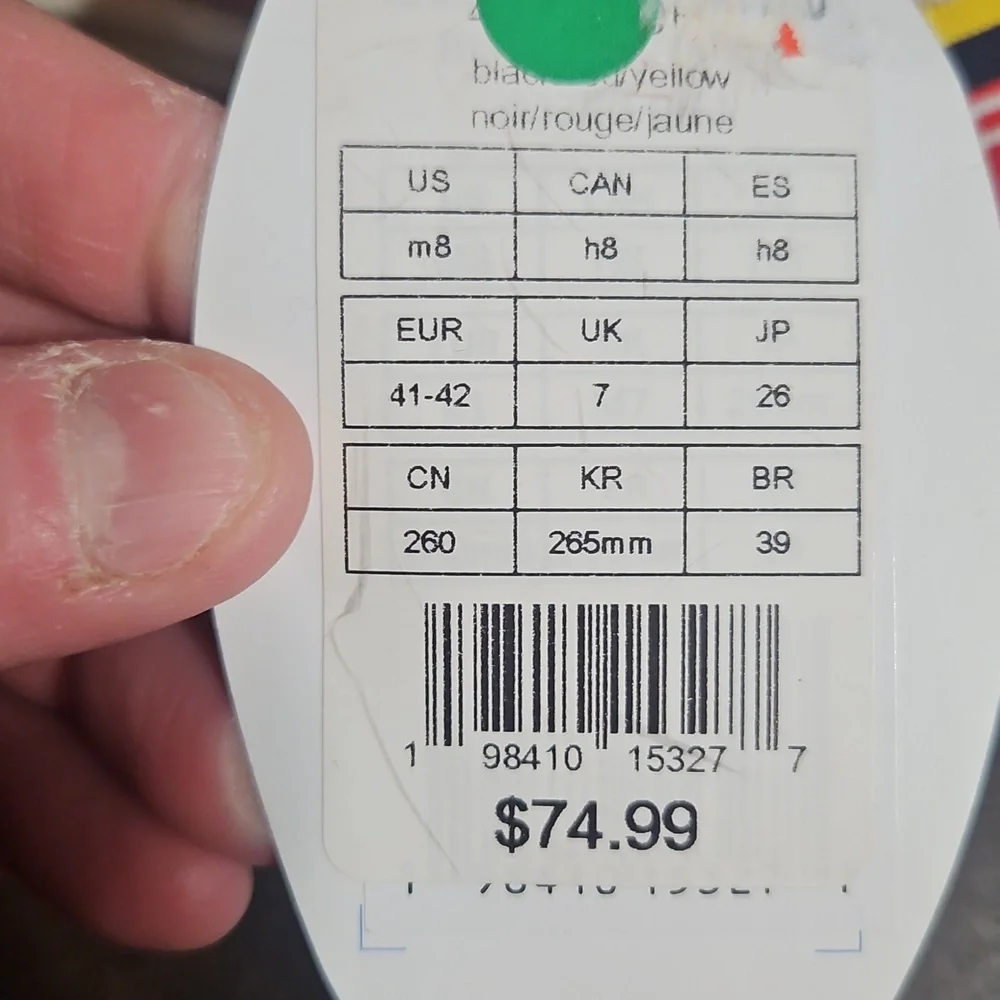 /yellow
noir/rouge/jaune
US CAN ES
m8 h8 h8
EUR UK JP
41-42 7 26
CN KR BR
260 265mm 39
1 98410 15327 7
$74.99